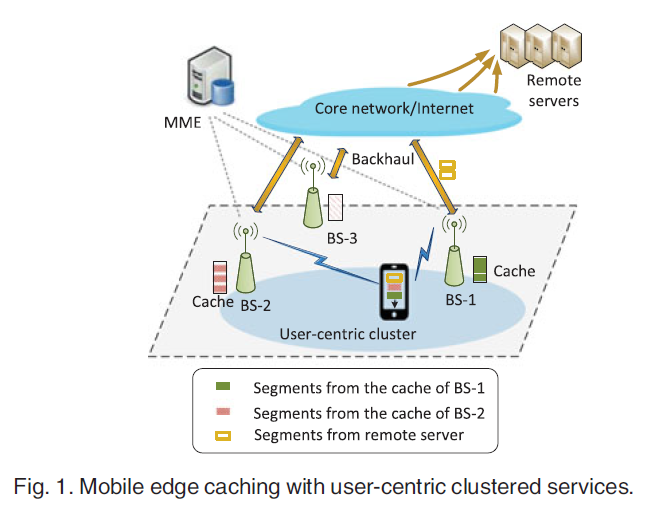 Remote
servers
Core network/Internet
MME
Backhaul
BS-3
Cache
BS-1
Cache
BS-2
User-centric cluster
Segments from the cache of BS-1
Segments from the cache of BS-2
Segments from remote server
Fig. 1. Mobile edge caching with user-centric clustered services.